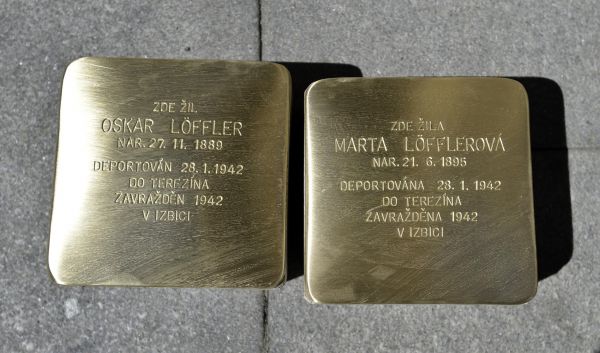 ZDE ŽIL
OSKAR LÖFFLER
NAR. 27. 11. 1889
DEPORTOVÁN 28. 1. 1942
DO TEREZÍNA
ZAVRAŽDĚN 1942
V IZBICI
ZDE ŽILA
MARTA LÖFFLEROVÁ
NAR. 21. 6. 1895
DEPORTOVÁNA 28. 1. 1942
DO TEREZÍNA
ZAVRAŽDĚNA 1942
V IZBICI